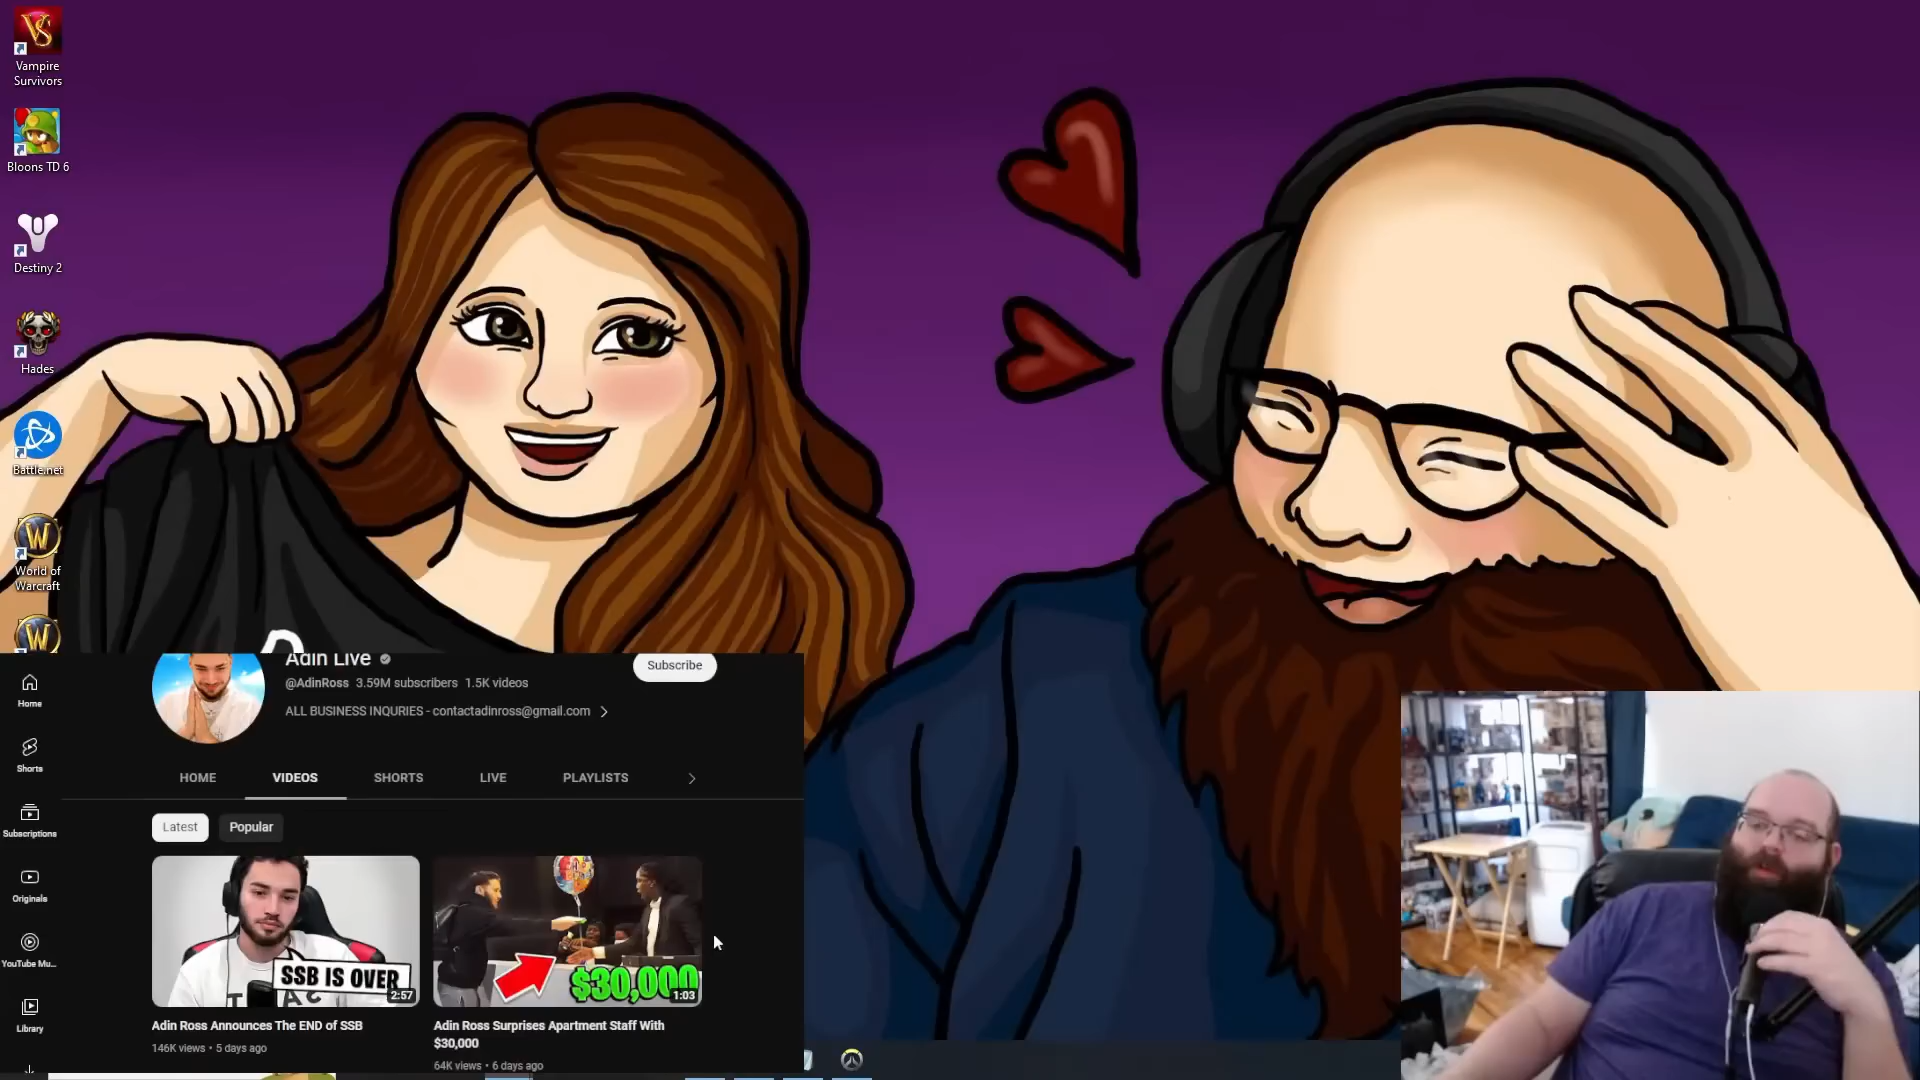 Vampire
Survivors
Bloons TD 6
Destiny 2
Hades
Battle.net
World of
Warcraft
Adin Live
@AdinRoss 3.59M subscribers 1.5K videos
Subscribe
ALL BUSINESS INQURIES - contactadinross@gmail.com
Home
Shorts
Subscriptions
Originals
YouTube Mu...
Library
HOME
VIDEOS
SHORTS
LIVE
PLAYLISTS
Latest
Popular
SSB IS OVER
2:57
Adin Ross Announces The END of SSB
146K views • 5 days ago
$30,000
1:03
Adin Ross Surprises Apartment Staff With
$30,000
64K views • 6 days ago